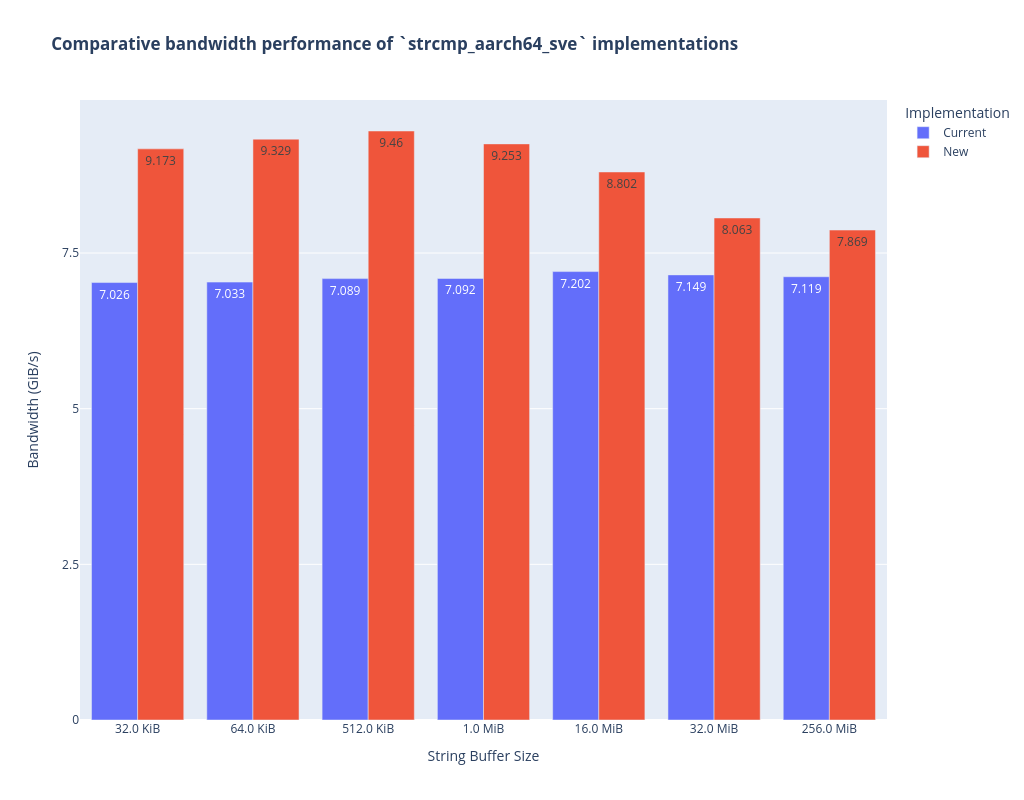 Comparative bandwidth performance of `strcmp_aarch64_sve` implementations
Implementation
Current
New
Bandwidth (GiB/s)
7.5
5
2.5
0
7.026
9.173
7.033
9.329
7.089
9.46
7.092
9.253
7.202
8.802
7.149
8.063
7.119
7.869
32.0 KiB
64.0 KiB
512.0 KiB
1.0 MiB
16.0 MiB
32.0 MiB
256.0 MiB
String Buffer Size